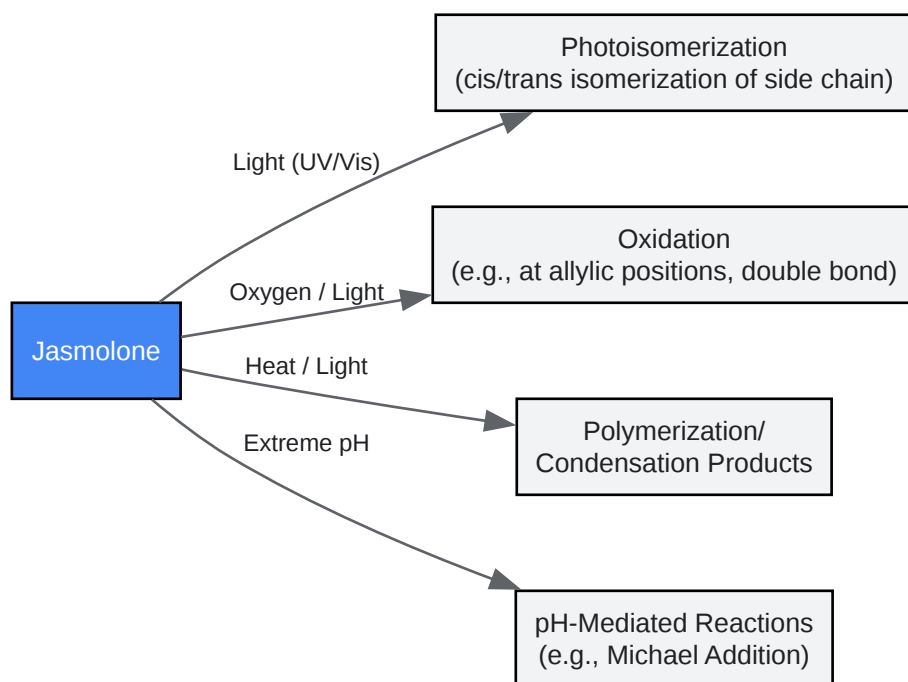 Photoisomerization
(cis/trans isomerization of side chain)
Light (UV/Vis)
Oxidation
(e.g., at allylic positions, double bond)
Oxygen / Light
Jasmolone
Heat / Light
Polymerization/
Condensation Products
Extreme pH
pH-Mediated Reactions
(e.g., Michael Addition)